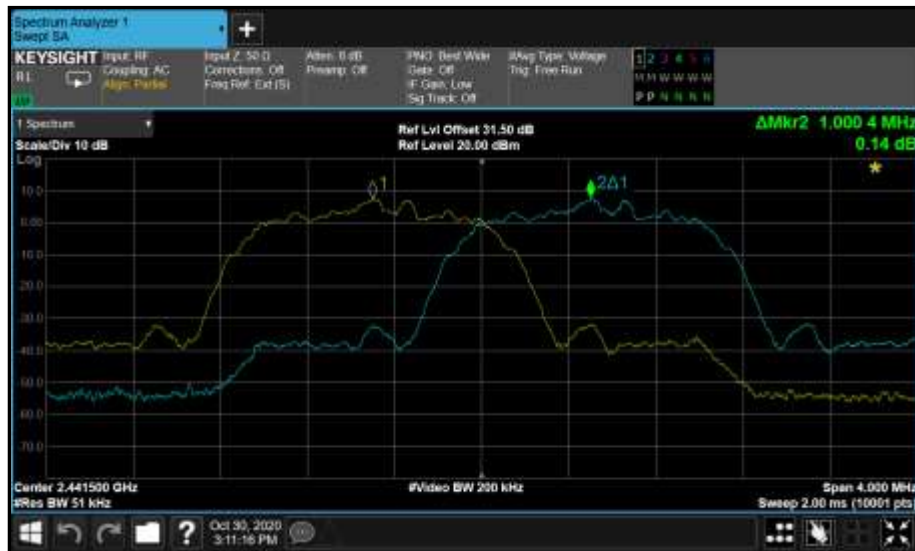 Spectrum Analyzer 1
Swept SA
+
KEYSIGHT
Input: RF
Coupling: AC
Align: Partial
Input Z: 50 Ω
Corrections: Off
Freq Ref: Ext (S)
Atten: 6 dB
Preamp: Off
PNO: Best Wide
Gate: Off
IF Gain: Low
Sig Track: Off
#Avg Type: Voltage
Trig: Free Run
1 2 3 4 5 6
M M W W W W
P P N N N N
1 Spectrum
Scale/Div 10 dB
Ref Lvl Offset 31.50 dB
Ref Level 20.00 dBm
ΔMkr2 1.000 4 MHz
0.14 dB
Log
10.0
0.00
-10.0
-20.0
-30.0
-40.0
-50.0
-60.0
-70.0
1
2Δ1
Center 2.441500 GHz
#Res BW 51 kHz
#Video BW 200 kHz
Span 4.000 MHz
Sweep 2.00 ms (10001 pts)
?
Oct 30, 2020
3:11:16 PM